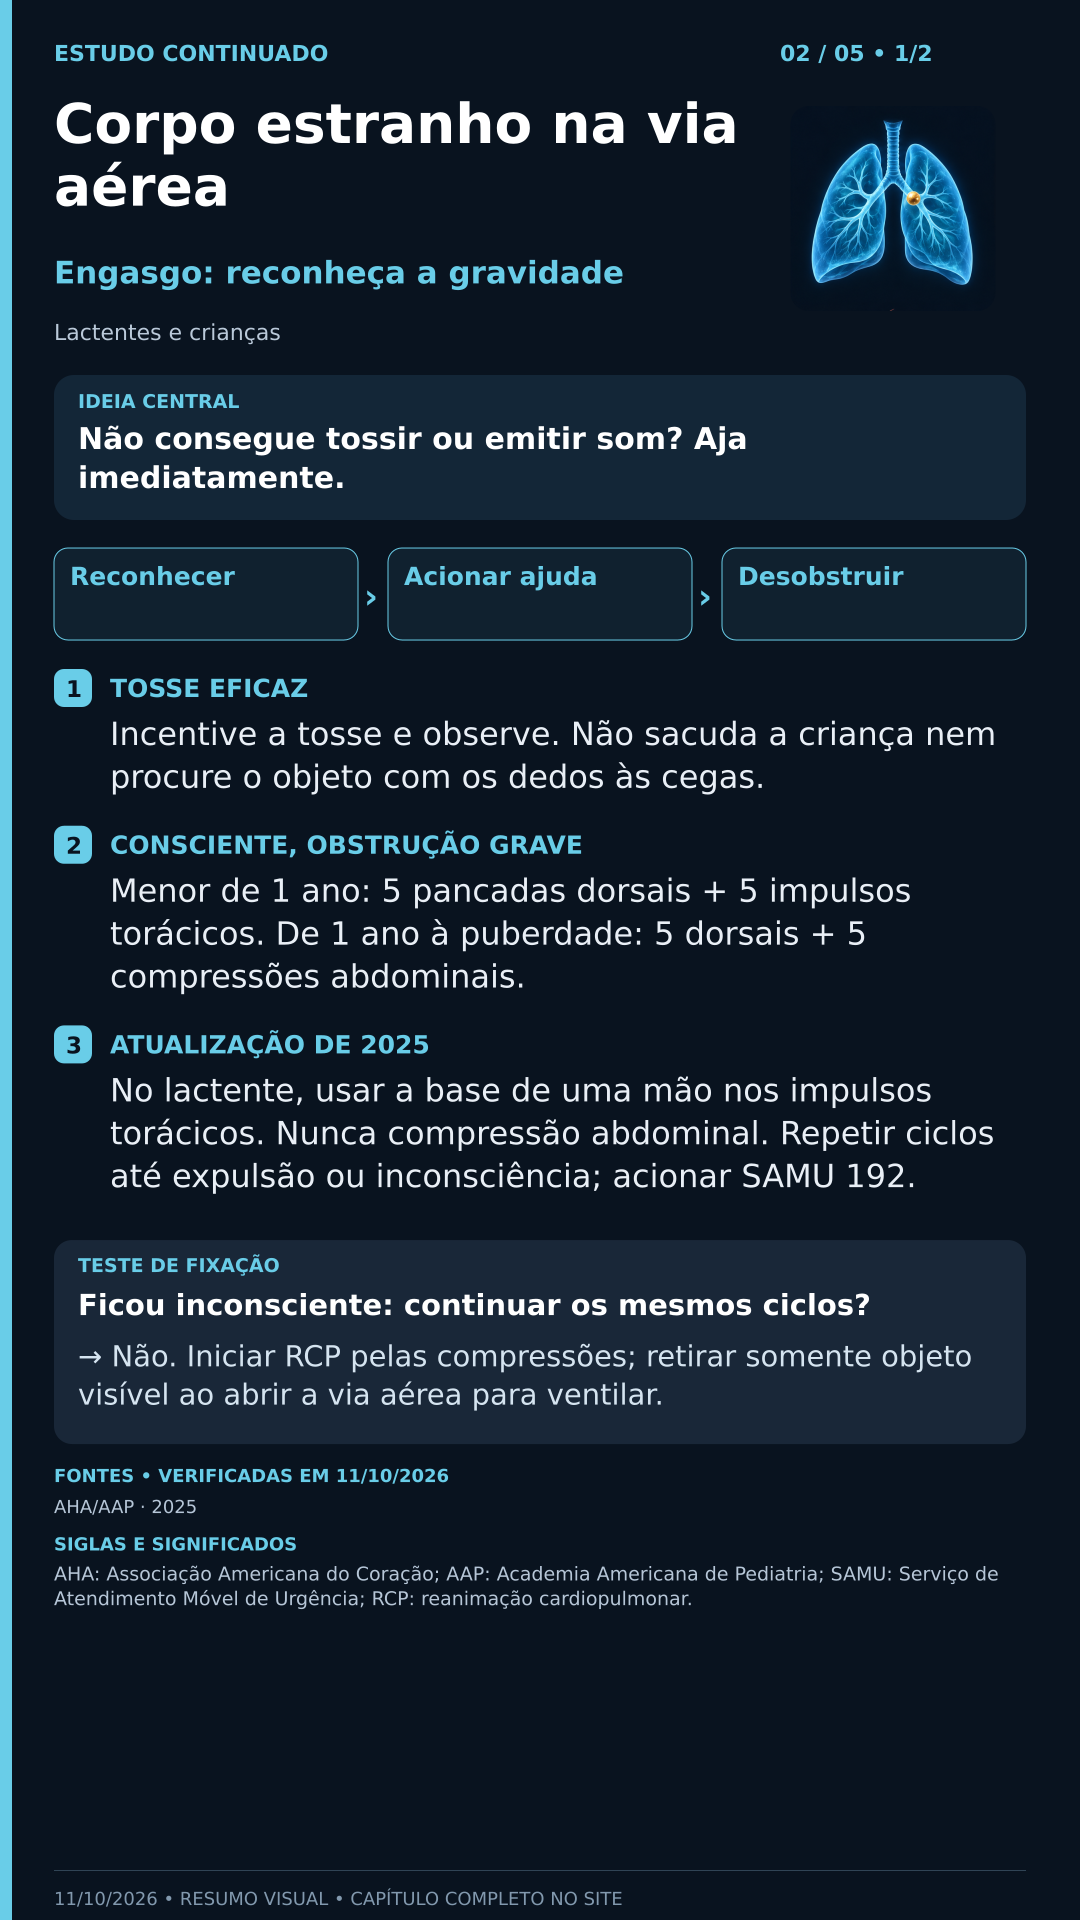 ESTUDO CONTINUADO
02 / 05 • 1/2
Corpo estranho na via
aérea
Engasgo: reconheça a gravidade
Lactentes e crianças
IDEIA CENTRAL
Não consegue tossir ou emitir som? Aja
imediatamente.
Reconhecer
›
Acionar ajuda
›
Desobstruir
1 TOSSE EFICAZ
Incentive a tosse e observe. Não sacuda a criança nem
procure o objeto com os dedos às cegas.
2 CONSCIENTE, OBSTRUÇÃO GRAVE
Menor de 1 ano: 5 pancadas dorsais + 5 impulsos
torácicos. De 1 ano à puberdade: 5 dorsais + 5
compressões abdominais.
3 ATUALIZAÇÃO DE 2025
No lactente, usar a base de uma mão nos impulsos
torácicos. Nunca compressão abdominal. Repetir ciclos
até expulsão ou inconsciência; acionar SAMU 192.
TESTE DE FIXAÇÃO
Ficou inconsciente: continuar os mesmos ciclos?
→ Não. Iniciar RCP pelas compressões; retirar somente objeto
visível ao abrir a via aérea para ventilar.
FONTES • VERIFICADAS EM 11/10/2026
AHA/AAP · 2025
SIGLAS E SIGNIFICADOS
AHA: Associação Americana do Coração; AAP: Academia Americana de Pediatria; SAMU: Serviço de
Atendimento Móvel de Urgência; RCP: reanimação cardiopulmonar.
11/10/2026 • RESUMO VISUAL • CAPÍTULO COMPLETO NO SITE